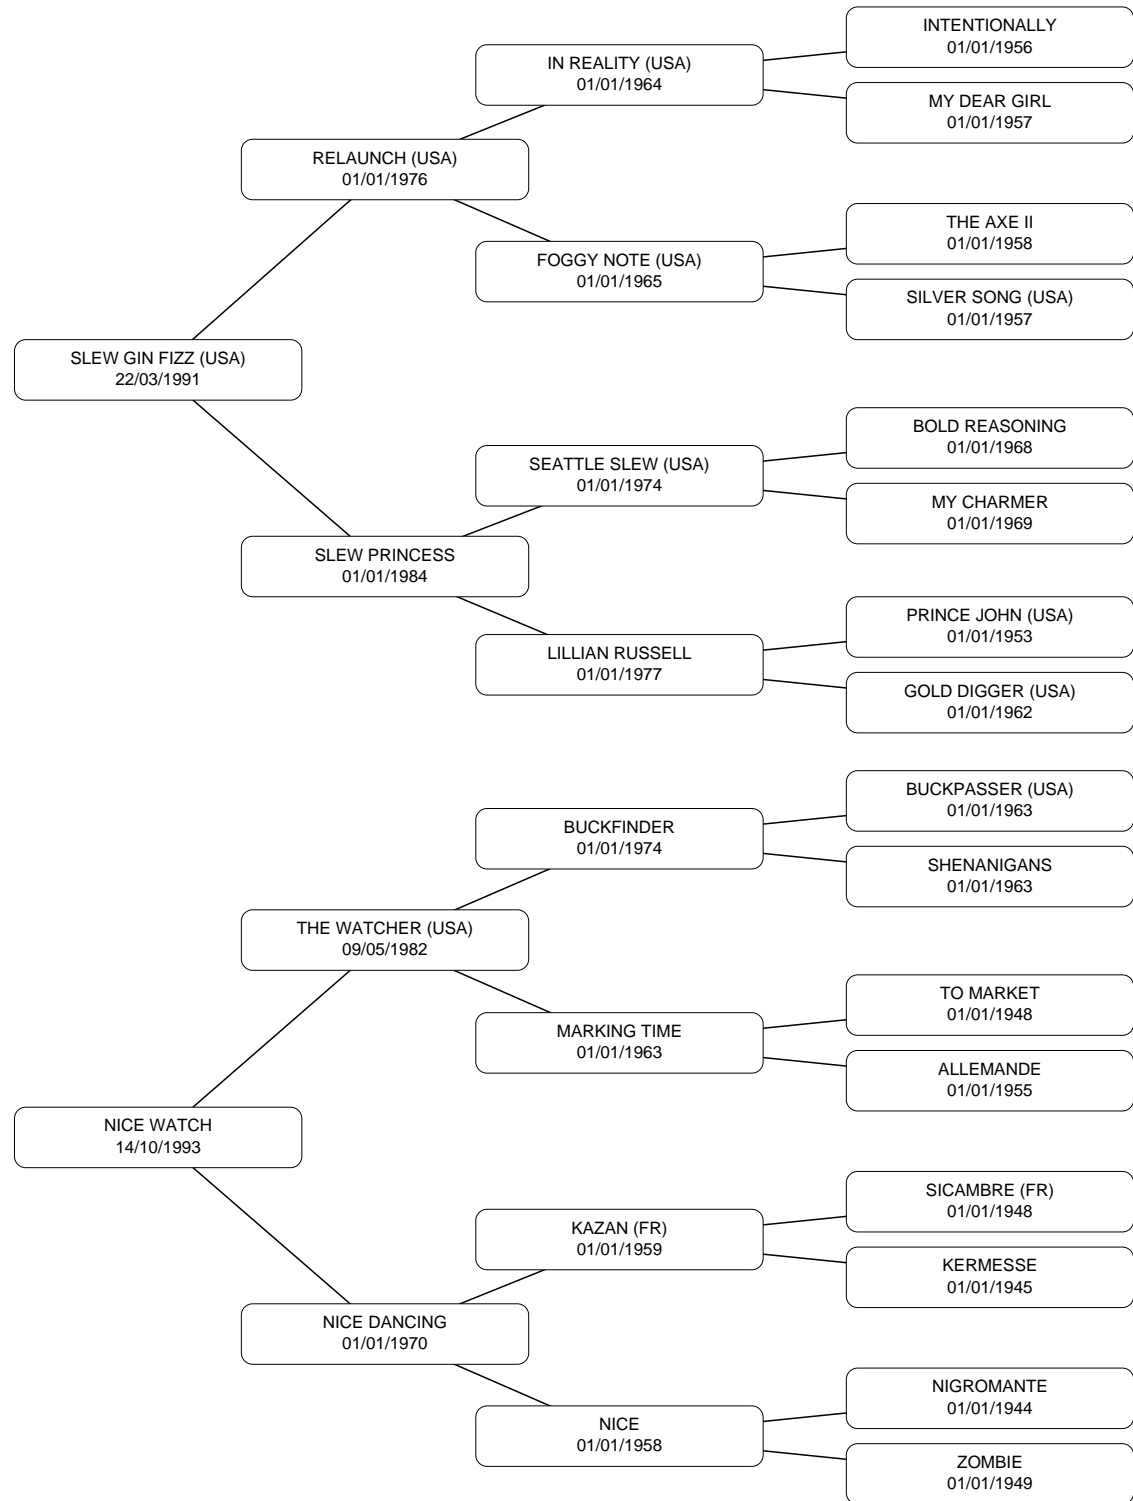 INTENTIONALLY
01/01/1956
IN REALITY (USA)
01/01/1964
MY DEAR GIRL
01/01/1957
RELAUNCH (USA)
01/01/1976
THE AXE II
01/01/1958
FOGGY NOTE (USA)
01/01/1965
SILVER SONG (USA)
01/01/1957
SLEW GIN FIZZ (USA)
22/03/1991
BOLD REASONING
01/01/1968
SEATTLE SLEW (USA)
01/01/1974
MY CHARMER
01/01/1969
SLEW PRINCESS
01/01/1984
PRINCE JOHN (USA)
01/01/1953
LILLIAN RUSSELL
01/01/1977
GOLD DIGGER (USA)
01/01/1962
BUCKPASSER (USA)
01/01/1963
BUCKFINDER
01/01/1974
SHENANIGANS
01/01/1963
THE WATCHER (USA)
09/05/1982
TO MARKET
01/01/1948
MARKING TIME
01/01/1963
ALLEMANDE
01/01/1955
NICE WATCH
14/10/1993
SICAMBRE (FR)
01/01/1948
KAZAN (FR)
01/01/1959
KERMESSE
01/01/1945
NICE DANCING
01/01/1970
NIGROMANTE
01/01/1944
NICE
01/01/1958
ZOMBIE
01/01/1949